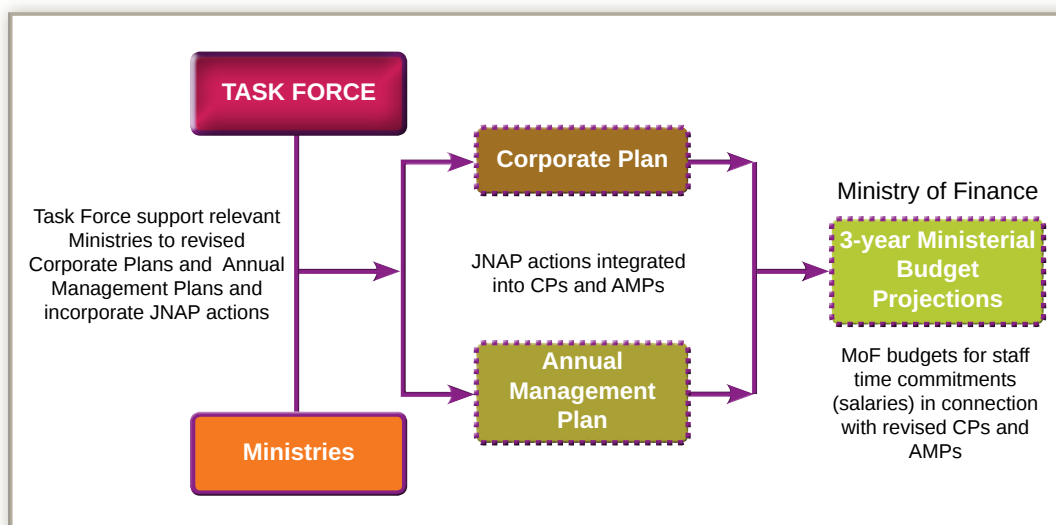 TASK FORCE
Task Force support relevant
Ministries to revised
Corporate Plans and Annual
Management Plans and
incorporate JNAP actions
Ministries
Corporate Plan
JNAP actions integrated
into CPs and AMPs
Annual
Management
Plan
Ministry of Finance
3-year Ministerial
Budget
Projections
MoF budgets for staff
time commitments
(salaries) in connection
with revised CPs and
AMPs